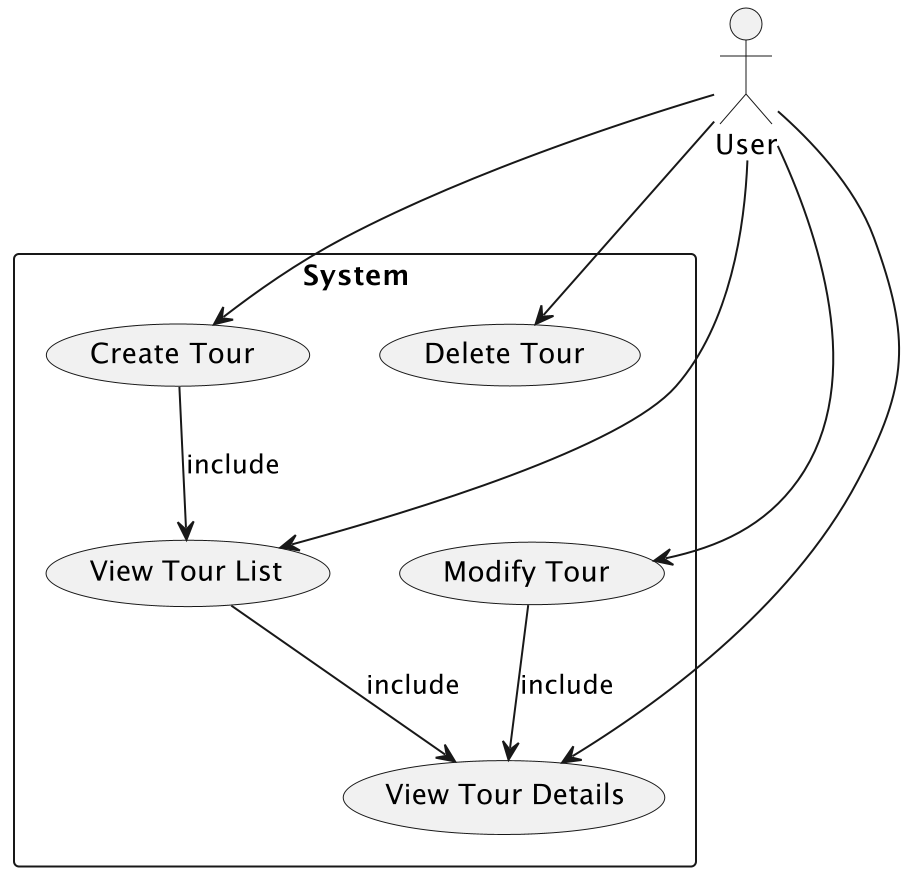 User
System
Create Tour
Delete Tour
include
View Tour List
Modify Tour
include
include
View Tour Details